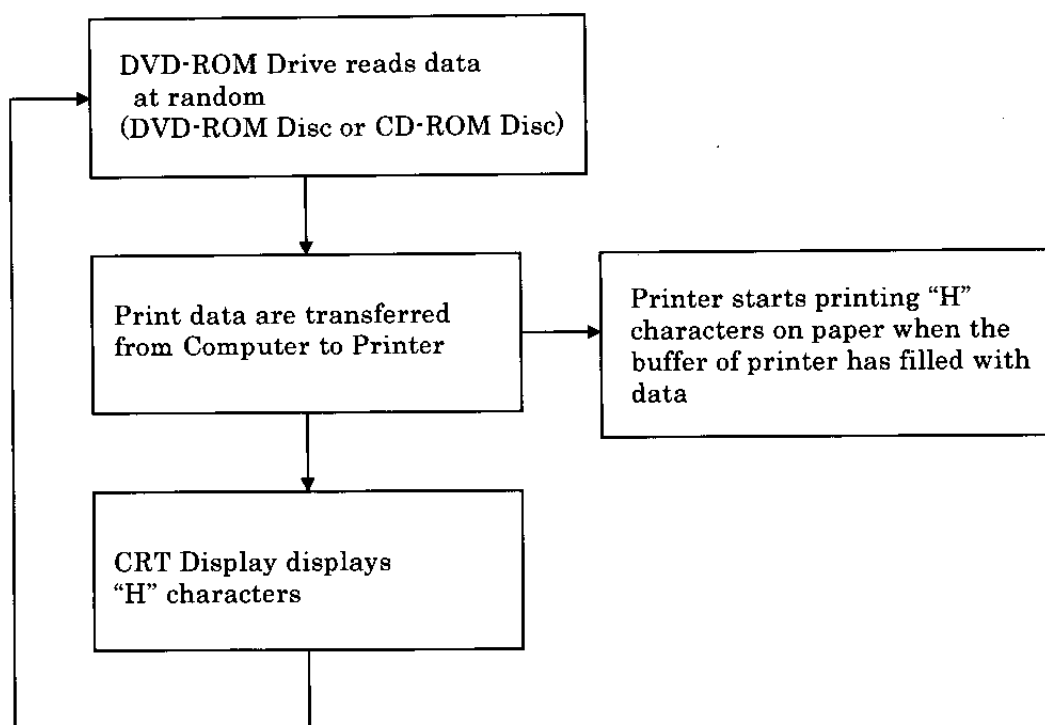 DVD-ROM Drive reads data
at random
(DVD-ROM Disc or CD-ROM Disc)
Print data are transferred
from Computer to Printer
Printer starts printing “H”
characters on paper when the
buffer of printer has filled with
data
CRT Display displays
“H” characters